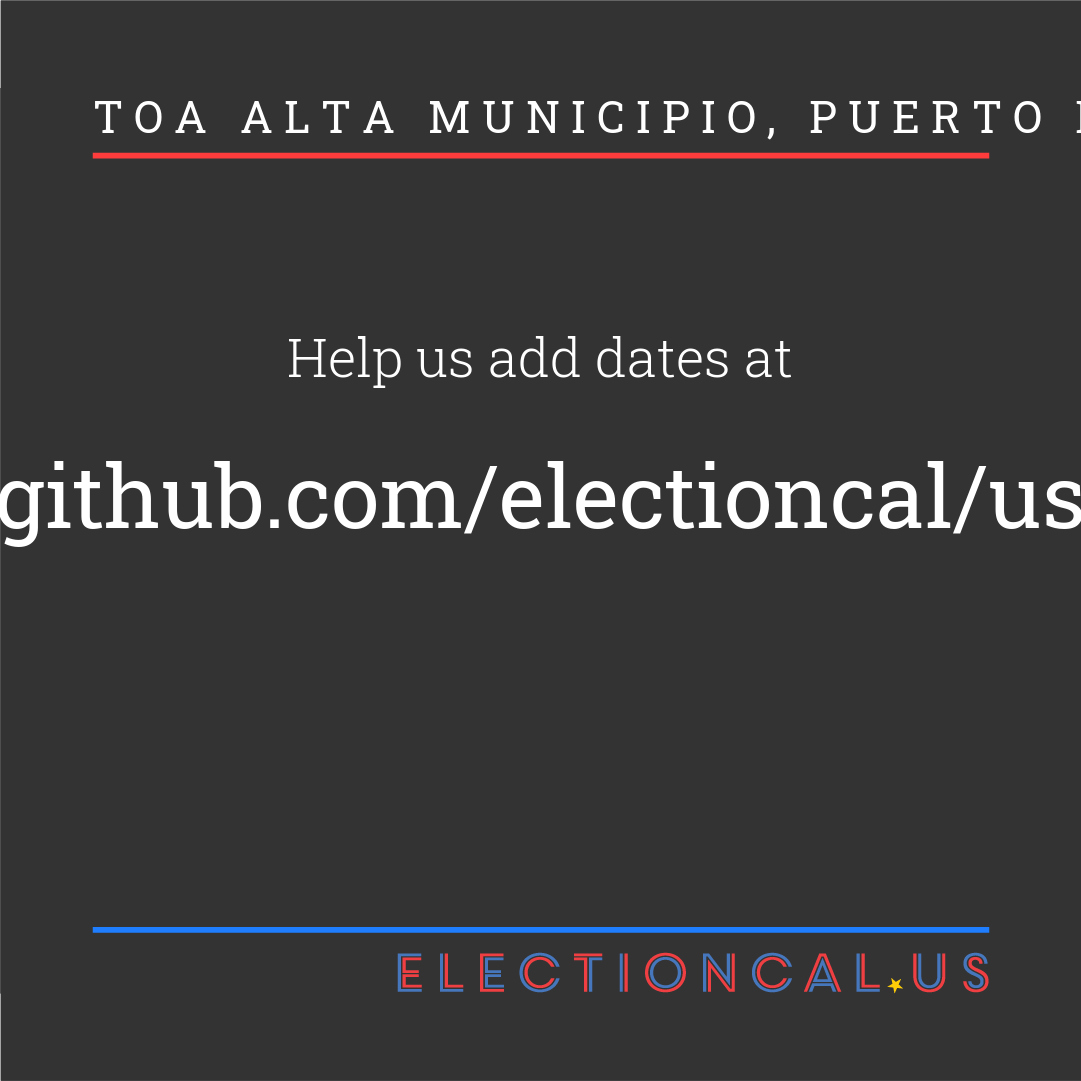 TOA ALTA MUNICIPIO, PUERTO
Help us add dates at
github.com/electioncal/us
ELECTIONCAL.US